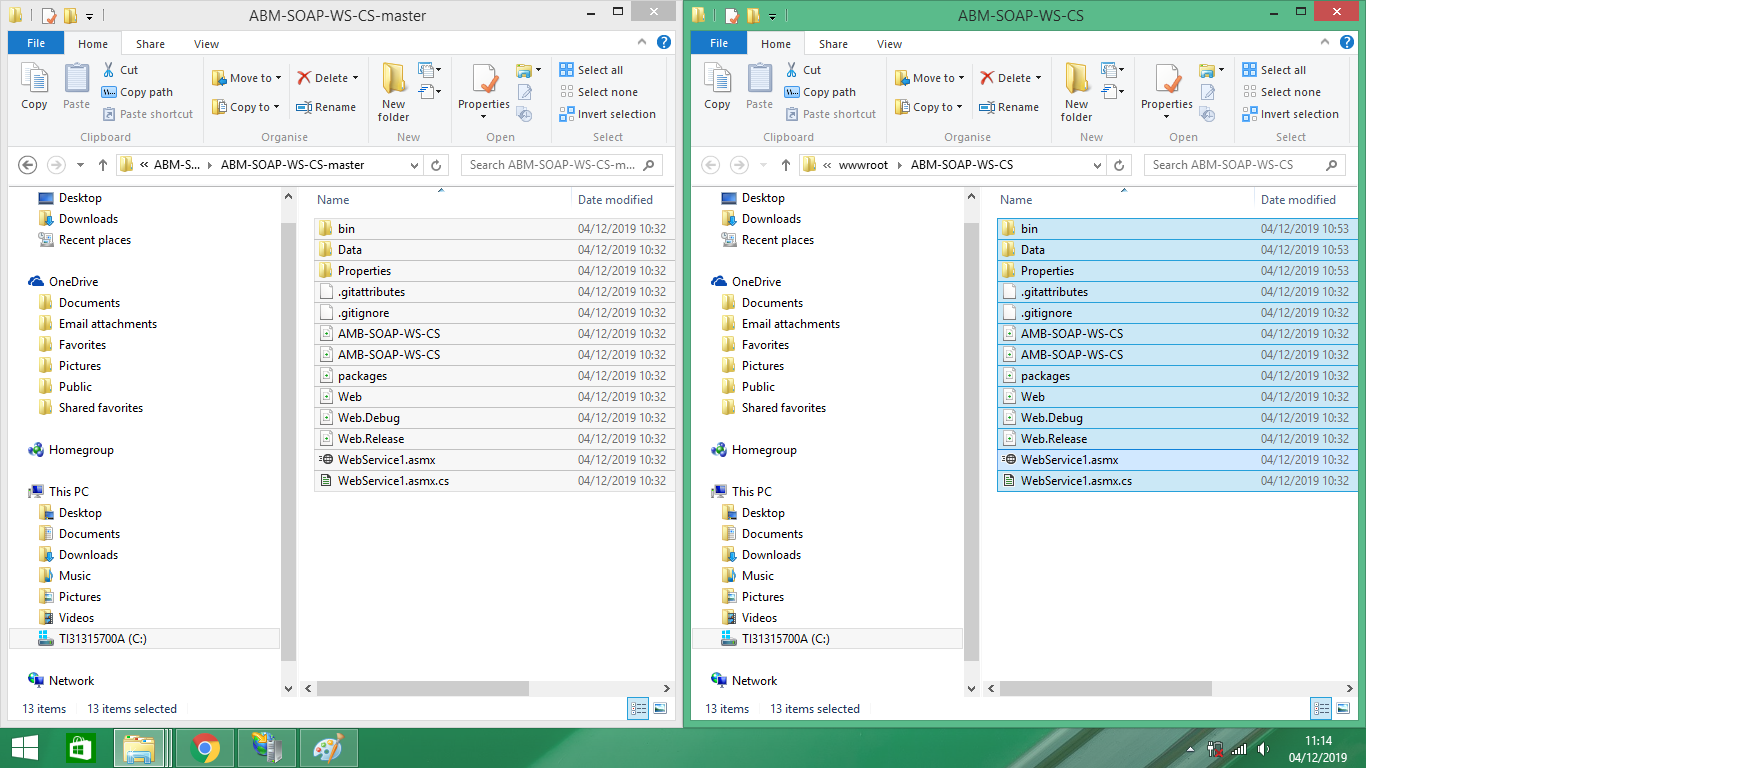 ABM-SOAP-WS-CS-master
File Home Share View
Copy
Paste
Cut
Copy path
Paste shortcut
Clipboard
Move to
Copy to
Delete
Rename
Organise
New folder
New
Properties
Open
Select all
Select none
Invert selection
Select
« ABM-S... ABM-SOAP-WS-CS-master
Search ABM-SOAP-WS-CS-m...
Desktop
Downloads
Recent places
OneDrive
Documents
Email attachments
Favorites
Pictures
Public
Shared favorites
Homegroup
This PC
Desktop
Documents
Downloads
Music
Pictures
Videos
TI31315700A (C:)
Network
Name Date modified
bin 04/12/2019 10:32
Data 04/12/2019 10:32
Properties 04/12/2019 10:32
.gitattributes 04/12/2019 10:32
.gitignore 04/12/2019 10:32
AMB-SOAP-WS-CS 04/12/2019 10:32
AMB-SOAP-WS-CS 04/12/2019 10:32
packages 04/12/2019 10:32
Web 04/12/2019 10:32
Web.Debug 04/12/2019 10:32
Web.Release 04/12/2019 10:32
WebService1.asmx 04/12/2019 10:32
WebService1.asmx.cs 04/12/2019 10:32
13 items 13 items selected
ABM-SOAP-WS-CS
File Home Share View
Copy
Paste
Cut
Copy path
Paste shortcut
Clipboard
Move to
Copy to
Delete
Rename
Organise
New folder
New
Properties
Open
Select all
Select none
Invert selection
Select
« wwwroot ABM-SOAP-WS-CS
Search ABM-SOAP-WS-CS
Desktop
Downloads
Recent places
OneDrive
Documents
Email attachments
Favorites
Pictures
Public
Shared favorites
Homegroup
This PC
Desktop
Documents
Downloads
Music
Pictures
Videos
TI31315700A (C:)
Network
Name Date modified
bin 04/12/2019 10:53
Data 04/12/2019 10:53
Properties 04/12/2019 10:53
.gitattributes 04/12/2019 10:32
.gitignore 04/12/2019 10:32
AMB-SOAP-WS-CS 04/12/2019 10:32
AMB-SOAP-WS-CS 04/12/2019 10:32
packages 04/12/2019 10:32
Web 04/12/2019 10:32
Web.Debug 04/12/2019 10:32
Web.Release 04/12/2019 10:32
WebService1.asmx 04/12/2019 10:32
WebService1.asmx.cs 04/12/2019 10:32
13 items 13 items selected
11:14
04/12/2019